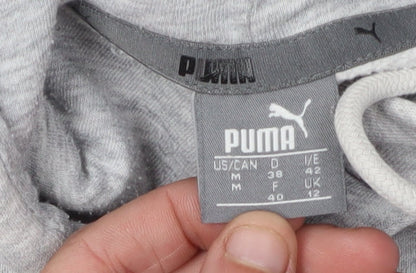 PUMA
PUMA
US/CAN D I/E
M 38 42
M F UK
40 12